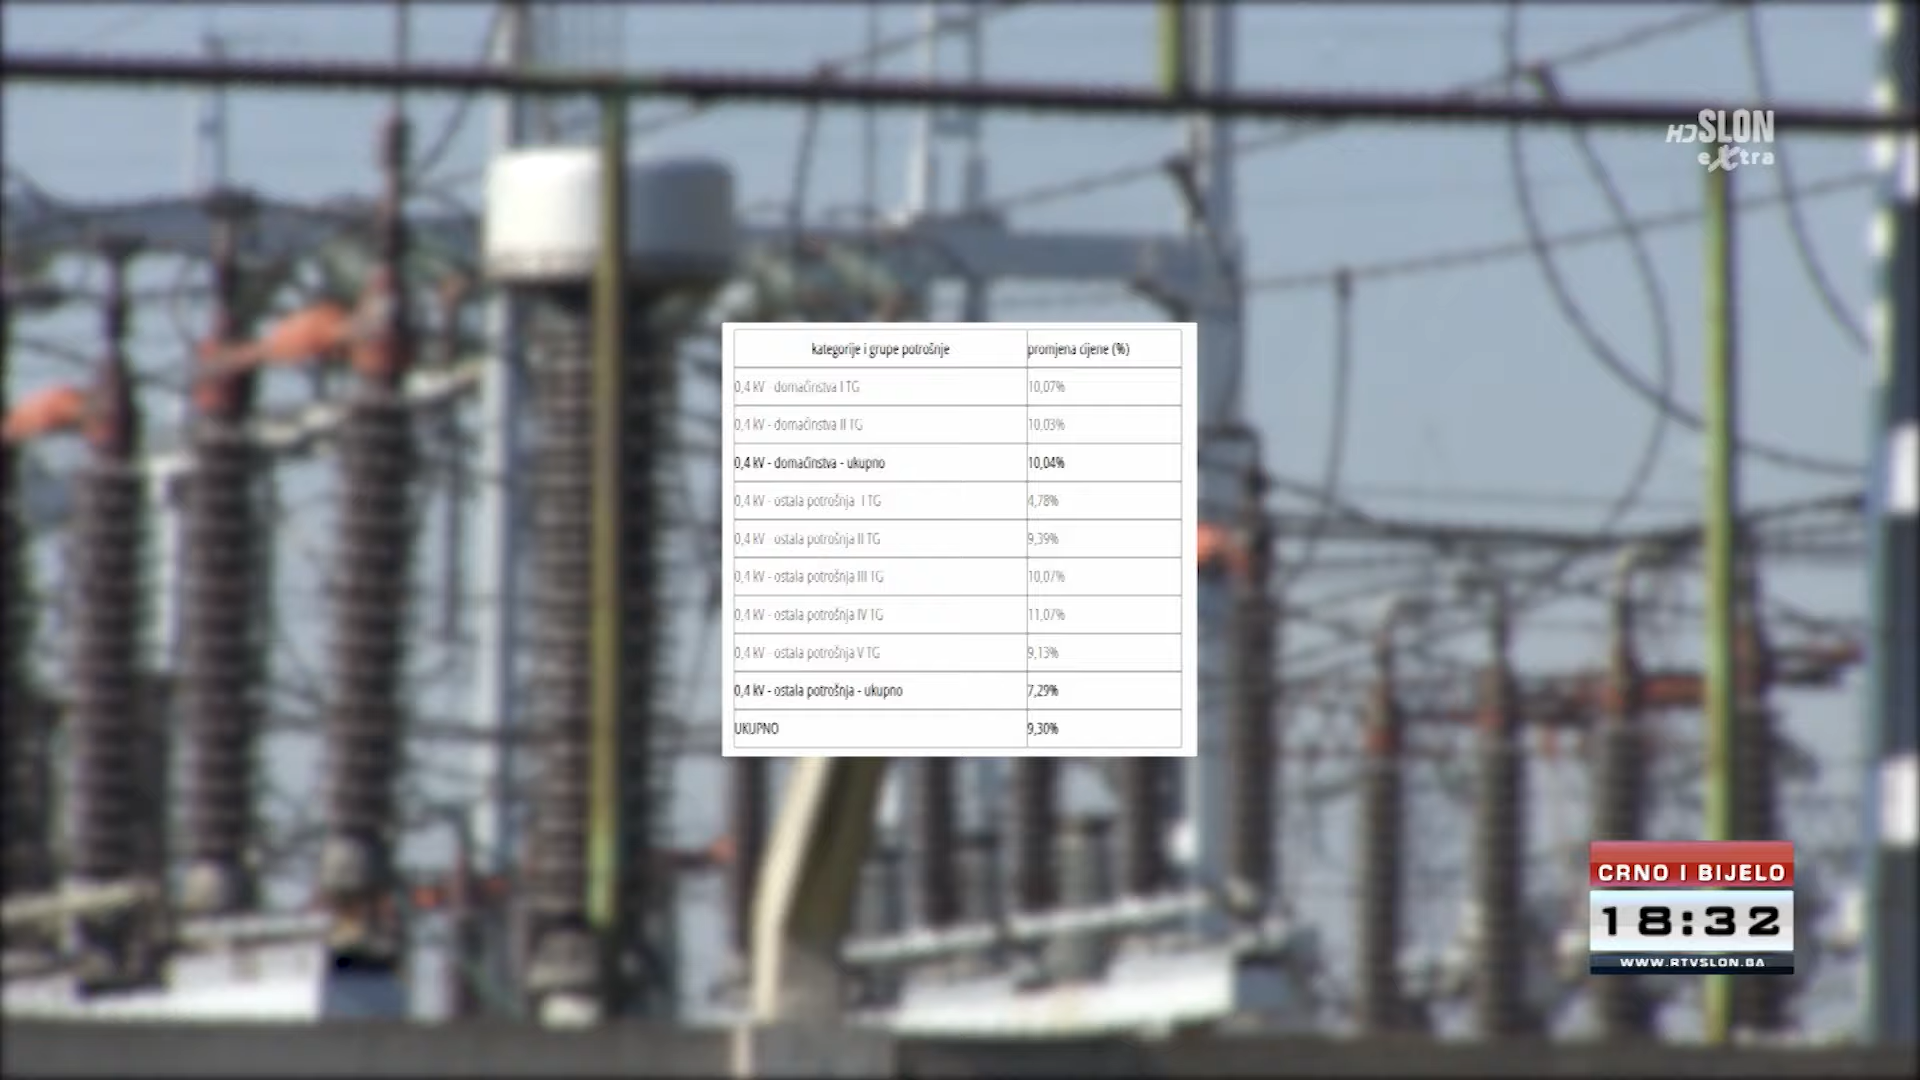 HD SLON
extra
kategorije i grupe potrošnje promjena cijene (%)
0,4 kV - domaćinstva I TG 10,07%
0,4 kV - domaćinstva II TG 10,03%
0,4 kV - domaćinstva - ukupno 10,04%
0,4 kV - ostala potrošnja I TG 4,78%
0,4 kV - ostala potrošnja II TG 9,39%
0,4 kV - ostala potrošnja III TG 10,07%
0,4 kV - ostala potrošnja IV TG 11,07%
0,4 kV - ostala potrošnja V TG 9,13%
0,4 kV - ostala potrošnja - ukupno 7,29%
UKUPNO 9,30%
CRNO I BIJELO
18:32
WWW.RTVSLON.BA